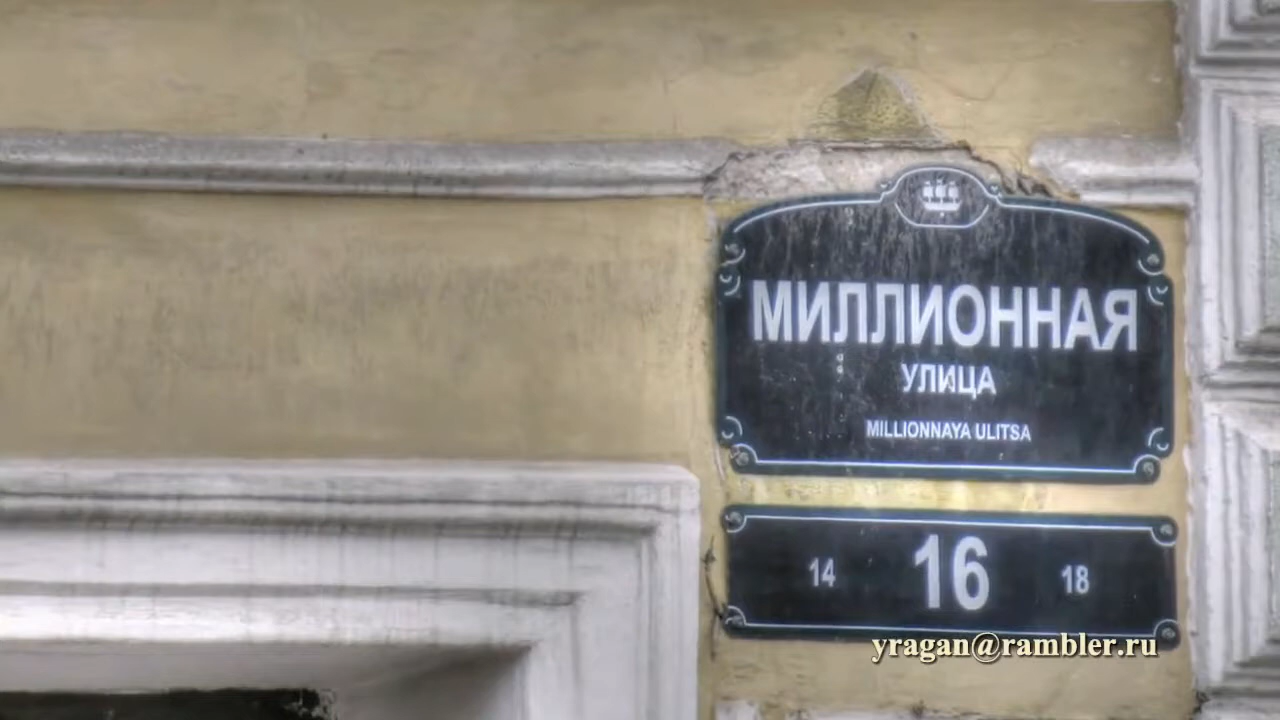 МИЛЛИОННАЯ
УЛИЦА
MILLIONNAYA ULITSA
14 16 18
yragan@rambler.ru